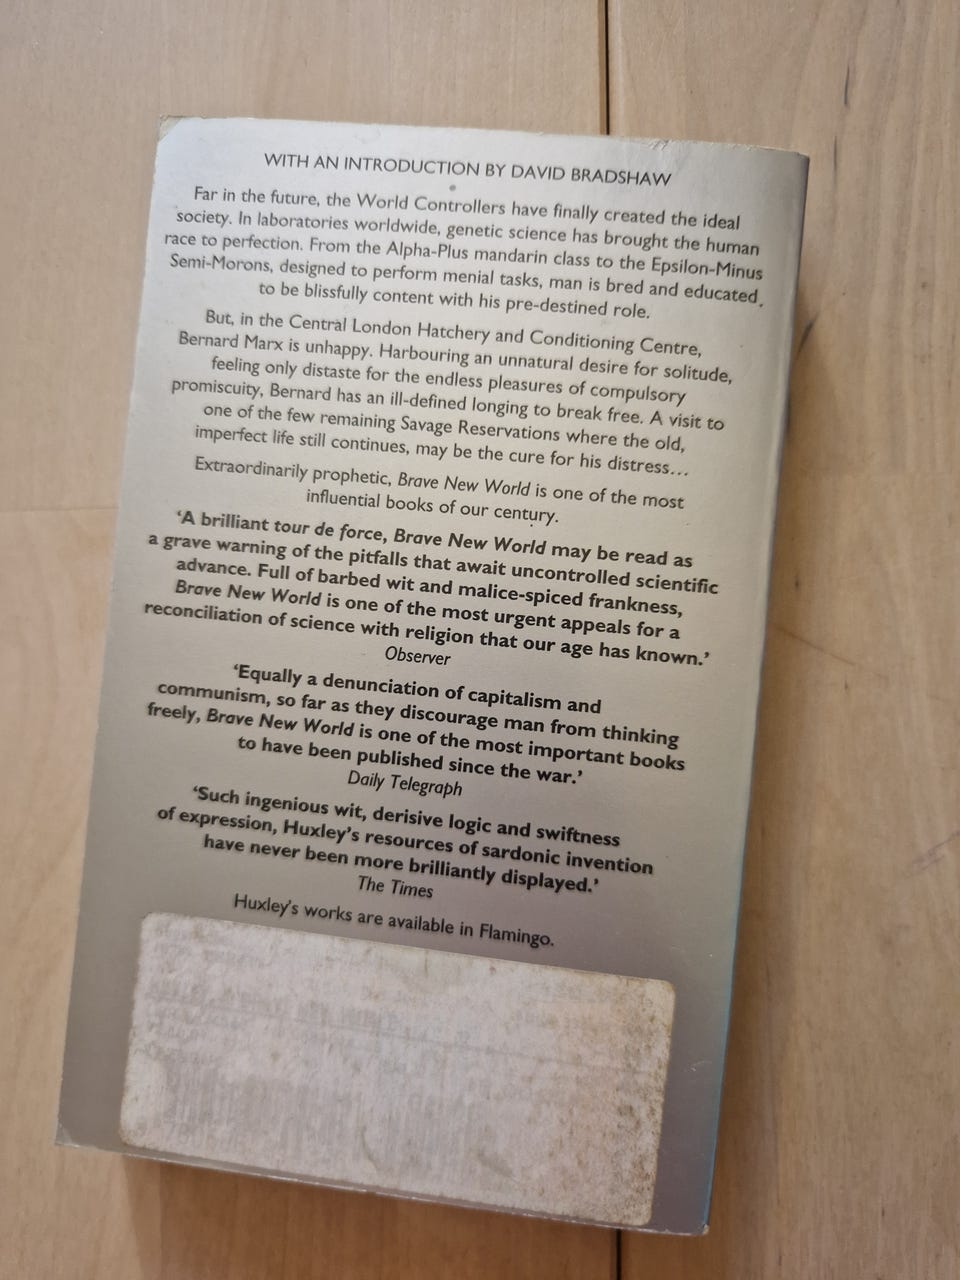 WITH AN INTRODUCTION BY DAVID BRADSHAW
Far in the future, the World Controllers have finally created the ideal
society. In laboratories worldwide, genetic science has brought the human
race to perfection. From the Alpha-Plus mandarin class to the Epsilon-Minus
Semi-Morons, designed to perform menial tasks, man is bred and educated
to be blissfully content with his pre-destined role.
But, in the Central London Hatchery and Conditioning Centre,
Bernard Marx is unhappy. Harbouring an unnatural desire for solitude,
feeling only distaste for the endless pleasures of compulsory
promiscuity, Bernard has an ill-defined longing to break free. A visit to
one of the few remaining Savage Reservations where the old,
imperfect life still continues, may be the cure for his distress...
Extraordinarily prophetic, Brave New World is one of the most
influential books of our century.
‘A brilliant tour de force, Brave New World may be read as
a grave warning of the pitfalls that await uncontrolled scientific
advance. Full of barbed wit and malice-spiced frankness,
Brave New World is one of the most urgent appeals for a
reconciliation of science with religion that our age has known.’
Observer
‘Equally a denunciation of capitalism and
communism, so far as they discourage man from thinking
freely, Brave New World is one of the most important books
to have been published since the war.’
Daily Telegraph
‘Such ingenious wit, derisive logic and swiftness
of expression, Huxley’s resources of sardonic invention
have never been more brilliantly displayed.’
The Times
Huxley’s works are available in Flamingo.